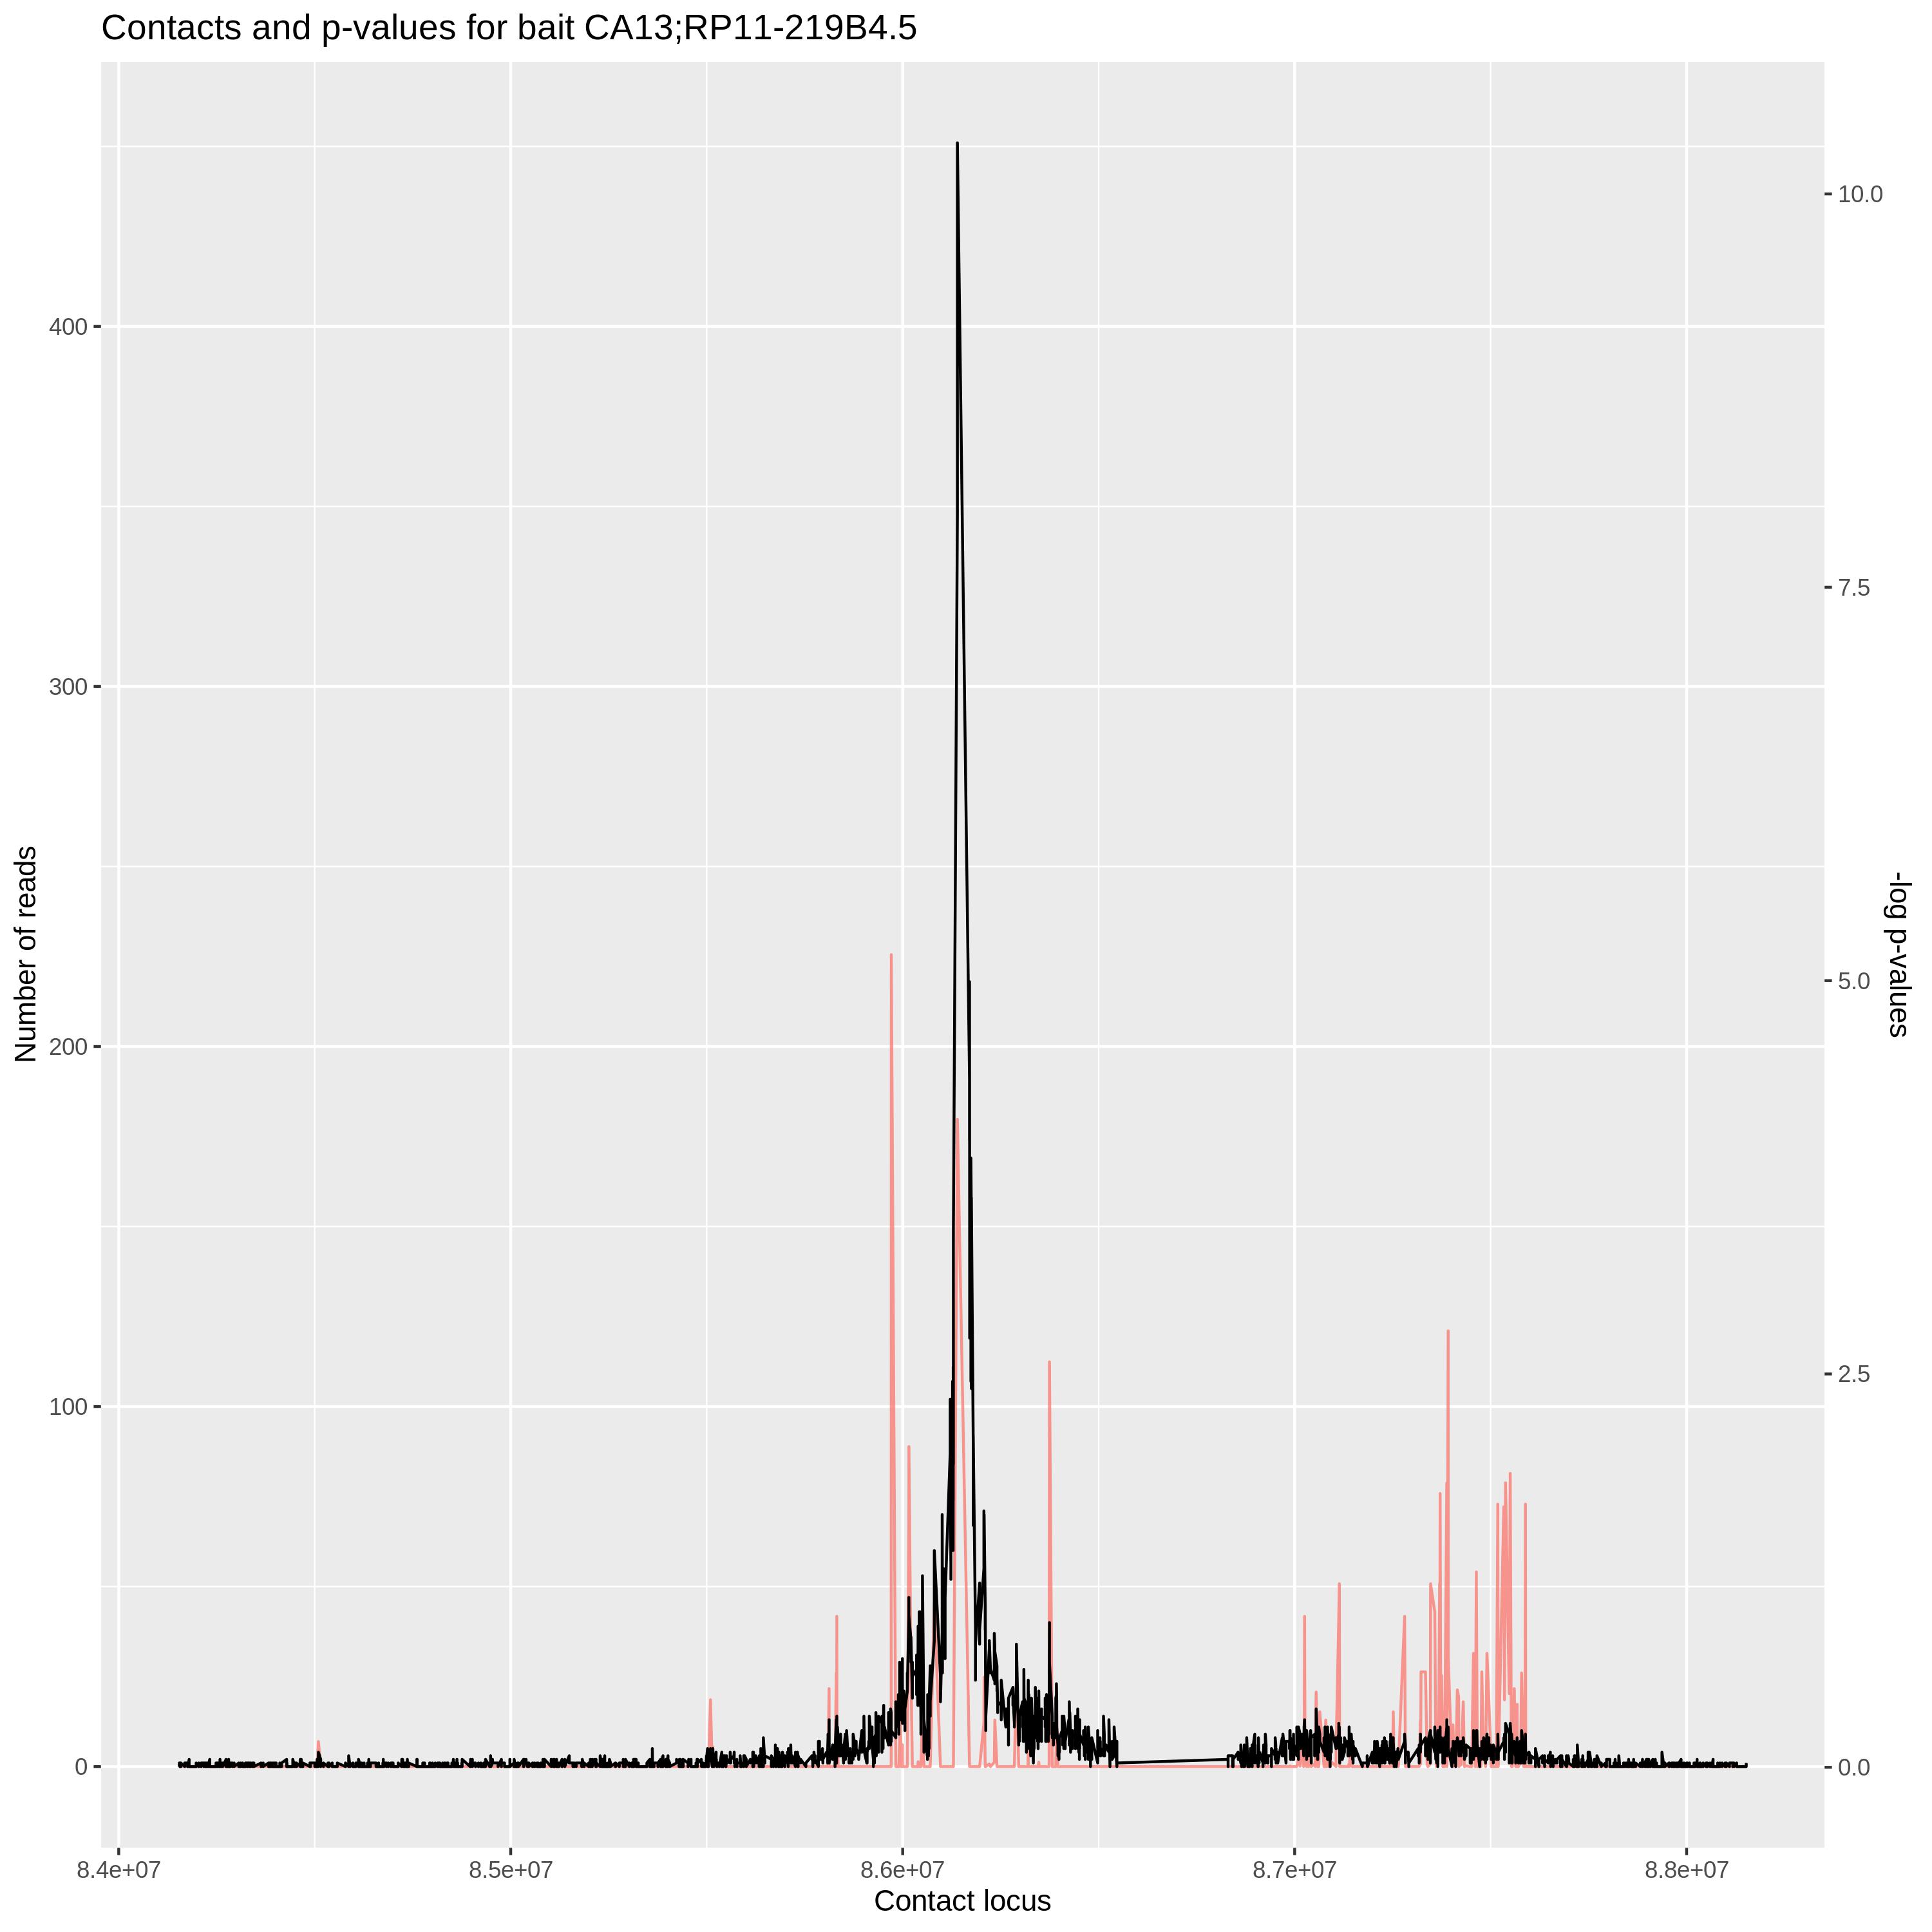 Contacts and p-values for bait CA13;RP11-219B4.5
Number of reads
400
300
200
100
0
10.0
7.5
5.0
2.5
0.0
-log p-values
8.4e+07
8.5e+07
8.6e+07
8.7e+07
8.8e+07
Contact locus